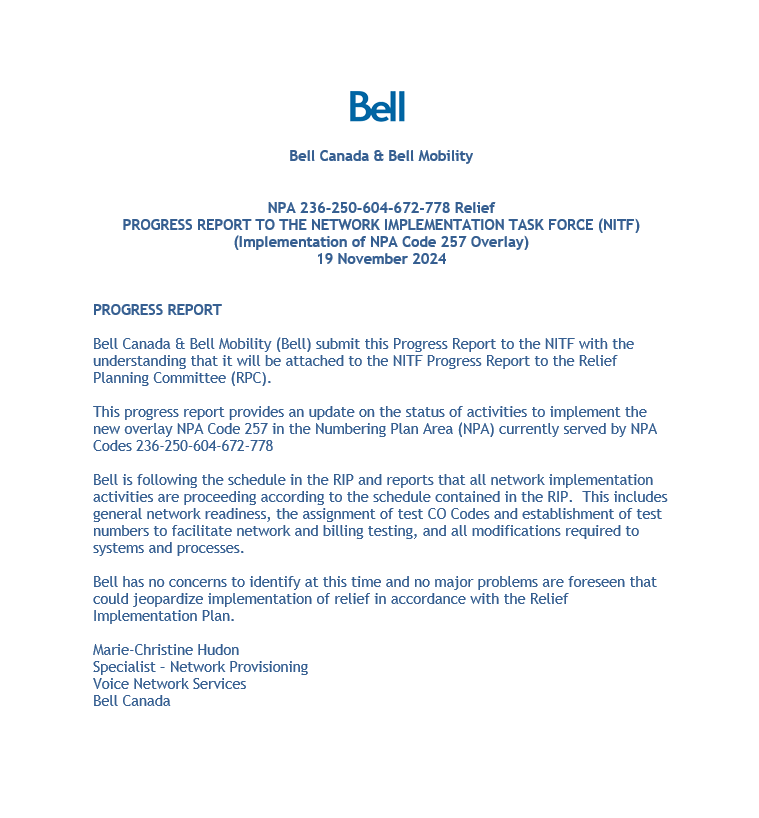 Bell
Bell Canada & Bell Mobility
NPA 236-250-604-672-778 Relief
PROGRESS REPORT TO THE NETWORK IMPLEMENTATION TASK FORCE (NITF)
(Implementation of NPA Code 257 Overlay)
19 November 2024
PROGRESS REPORT
Bell Canada & Bell Mobility (Bell) submit this Progress Report to the NITF with the
understanding that it will be attached to the NITF Progress Report to the Relief
Planning Committee (RPC).
This progress report provides an update on the status of activities to implement the
new overlay NPA Code 257 in the Numbering Plan Area (NPA) currently served by NPA
Codes 236-250-604-672-778
Bell is following the schedule in the RIP and reports that all network implementation
activities are proceeding according to the schedule contained in the RIP.  This includes
general network readiness, the assignment of test CO Codes and establishment of test
numbers to facilitate network and billing testing, and all modifications required to
systems and processes.
Bell has no concerns to identify at this time and no major problems are foreseen that
could jeopardize implementation of relief in accordance with the Relief
Implementation Plan.
Marie-Christine Hudon
Specialist – Network Provisioning
Voice Network Services
Bell Canada